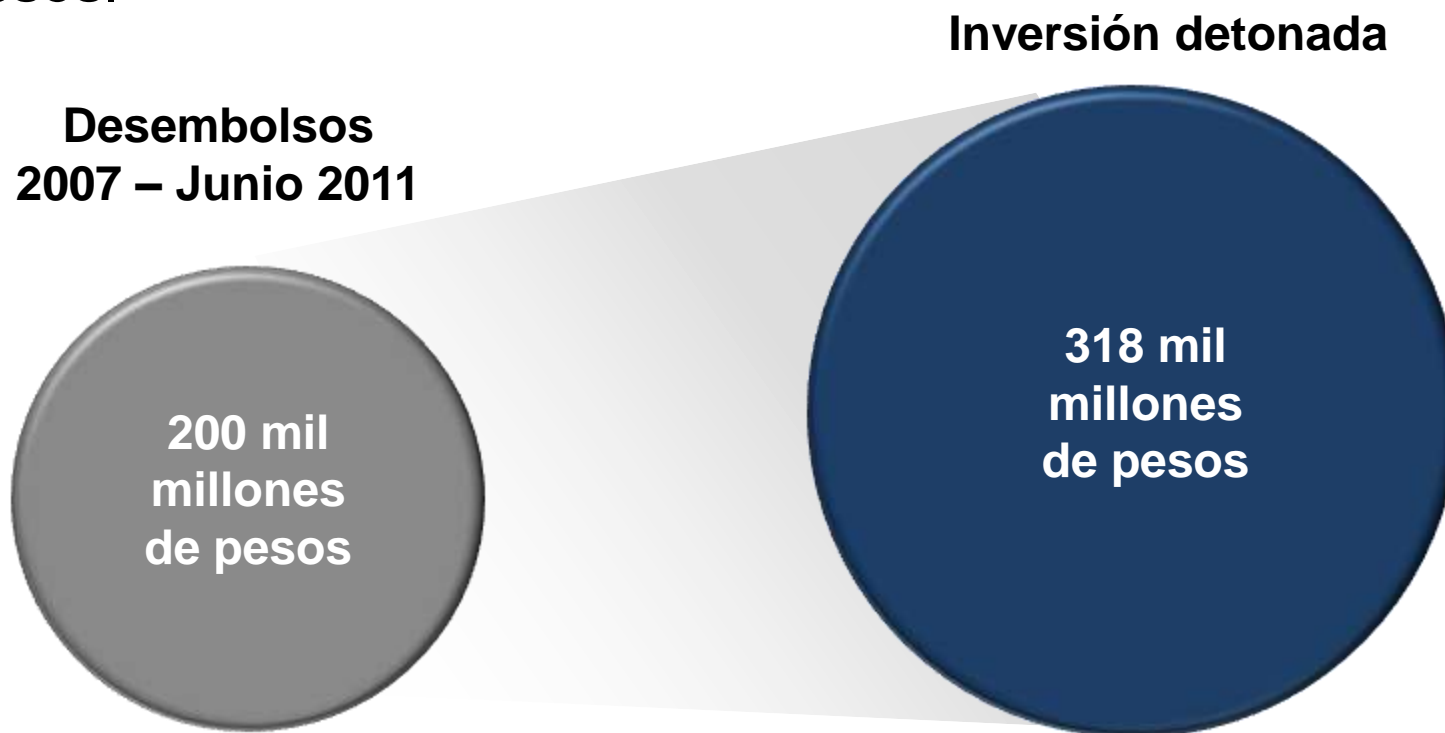 Inversión detonada
Desembolsos
2007 – Junio 2011
200 mil
millones
de pesos
318 mil
millones
de pesos